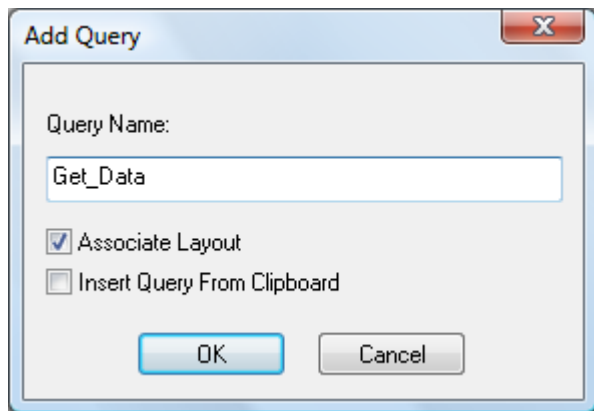 Add Query
Query Name:
Get_Data
Associate Layout
Insert Query From Clipboard
OK Cancel